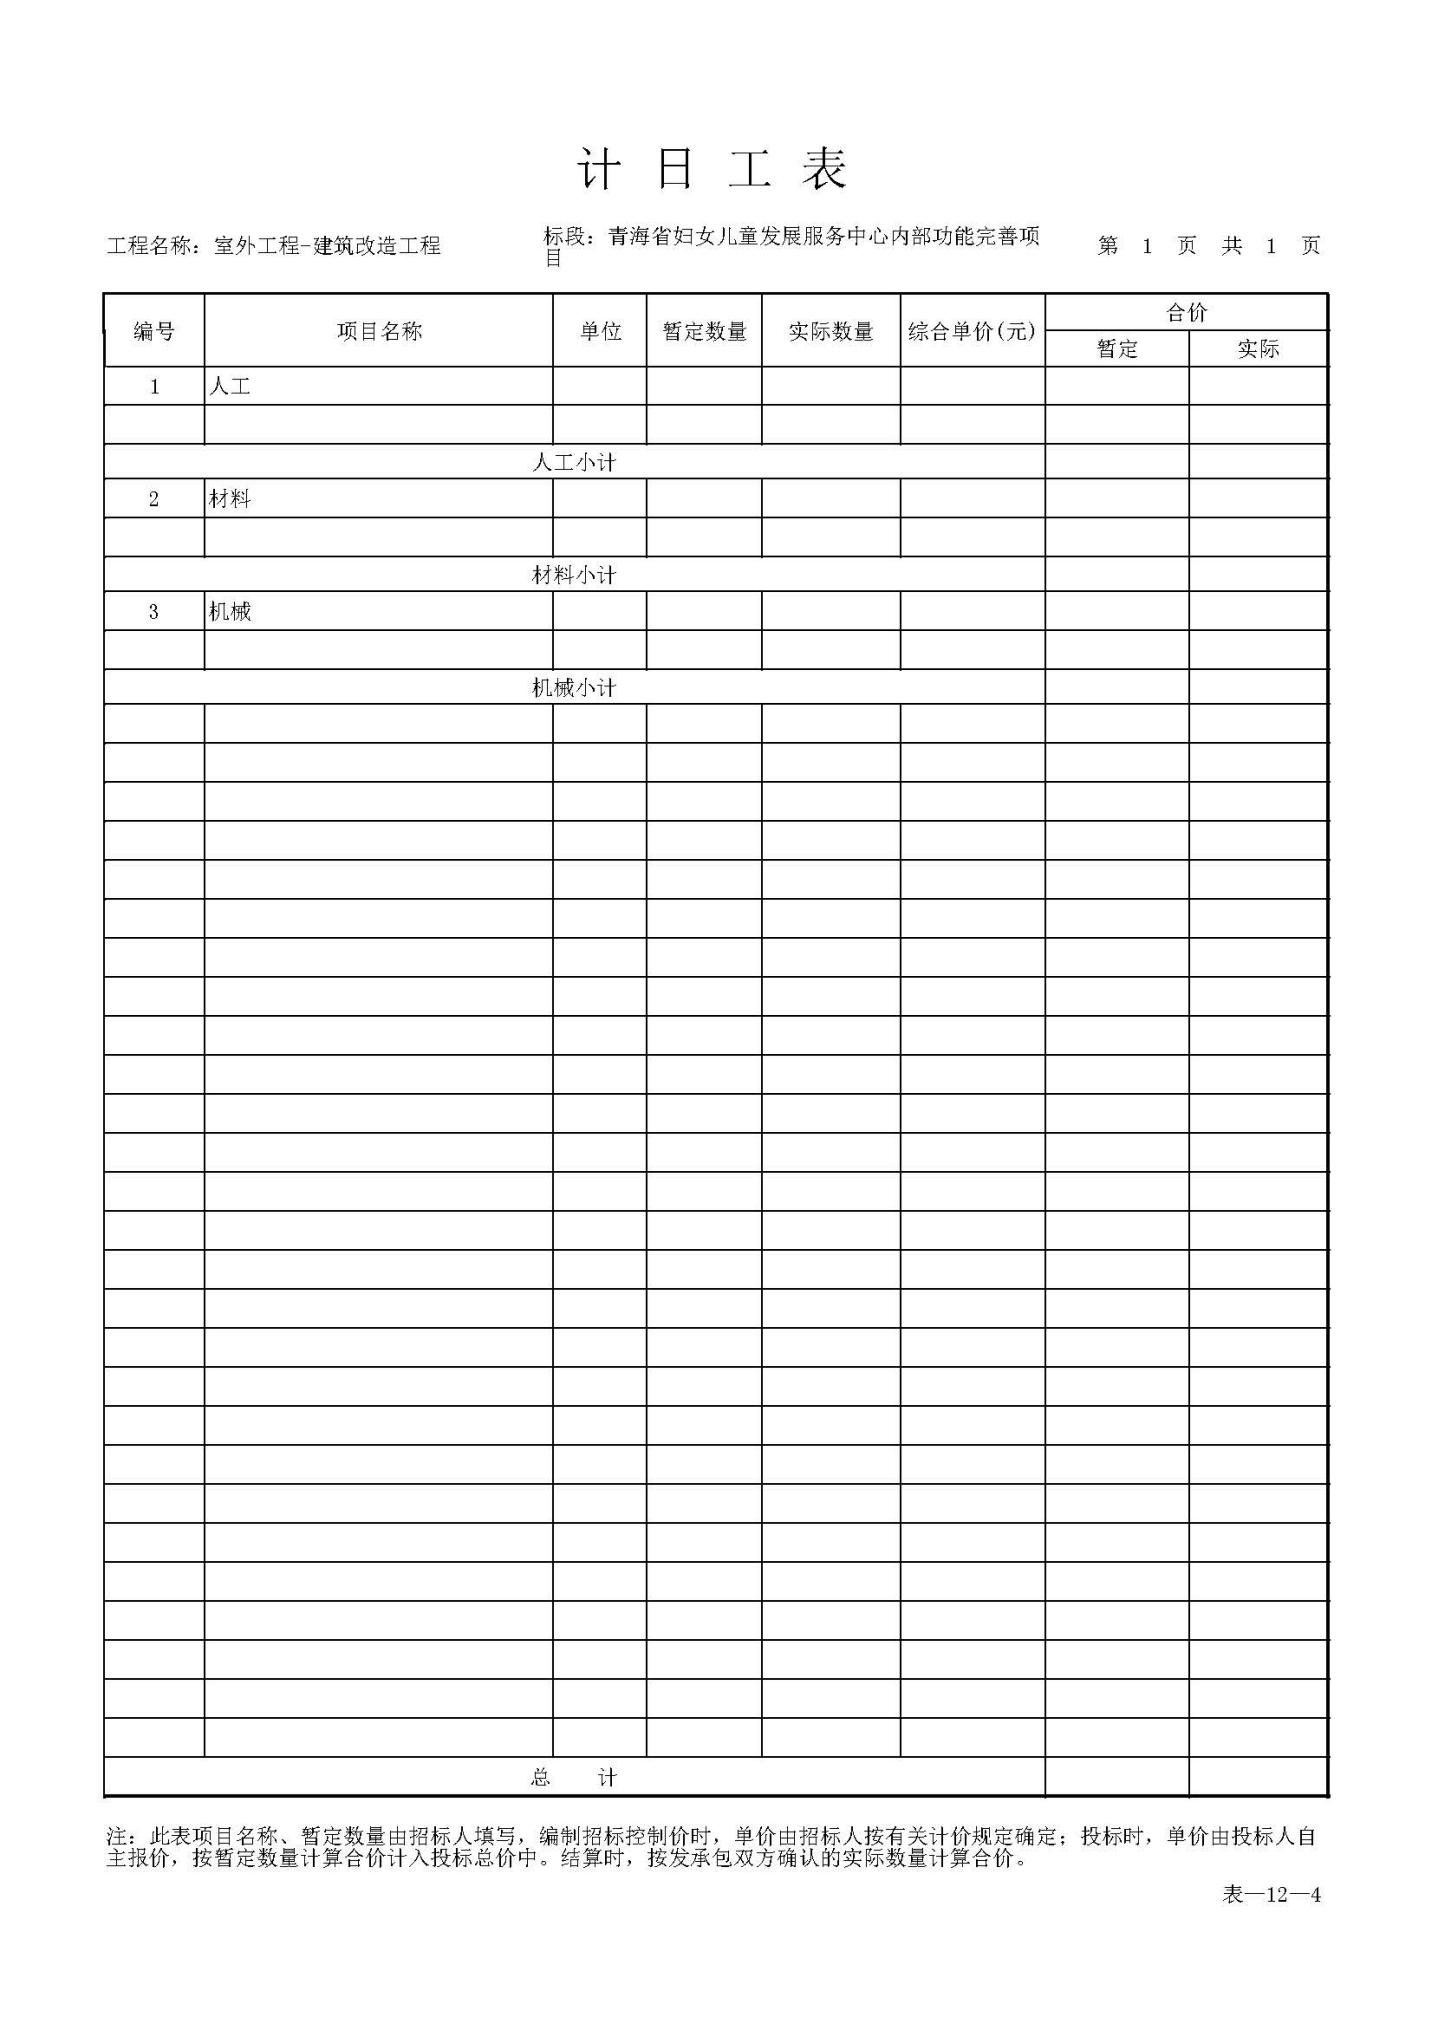 计 日 工 表
工程名称：室外工程-建筑改造工程
标段：青海省妇女儿童发展服务中心内部功能完善项
目
第 1 页 共 1 页
编号 项目名称 单位 暂定数量 实际数量 综合单价(元) 合价
暂定 实际
1 人工
人工小计
2 材料
材料小计
3 机械
机械小计
总 计
注：此表项目名称、暂定数量由招标人填写，编制招标控制价时，单价由招标人按有关计价规定确定；投标时，单价由投标人自
主报价，按暂定数量计算合价计入投标总价中。结算时，按发承包双方确认的实际数量计算合价。
表—12—4